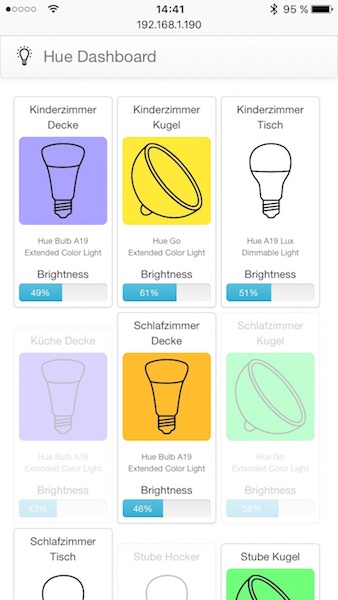 14:41
95 %
192.168.1.190
Hue Dashboard
Kinderzimmer
Decke
Hue Bulb A19
Extended Color Light
Brightness
49%
Kinderzimmer
Kugel
Hue Go
Extended Color Light
Brightness
61%
Kinderzimmer
Tisch
Hue A19 Lux
Dimmable Light
Brightness
51%
Küche Decke
Hue Bulb A19
Extended Color Light
Brightness
43%
Schlafzimmer
Decke
Hue Bulb A19
Extended Color Light
Brightness
46%
Schlafzimmer
Kugel
Hue Go
Extended Color Light
Brightness
59%
Schlafzimmer
Tisch
Stube Hocker
Stube Kugel